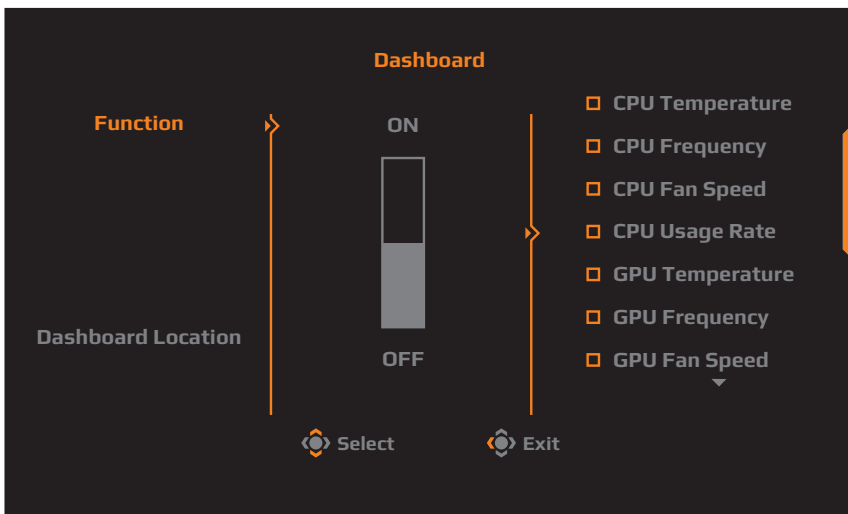 Dashboard
Function
Dashboard Location
ON
OFF
CPU Temperature
CPU Frequency
CPU Fan Speed
CPU Usage Rate
GPU Temperature
GPU Frequency
GPU Fan Speed
Select
Exit